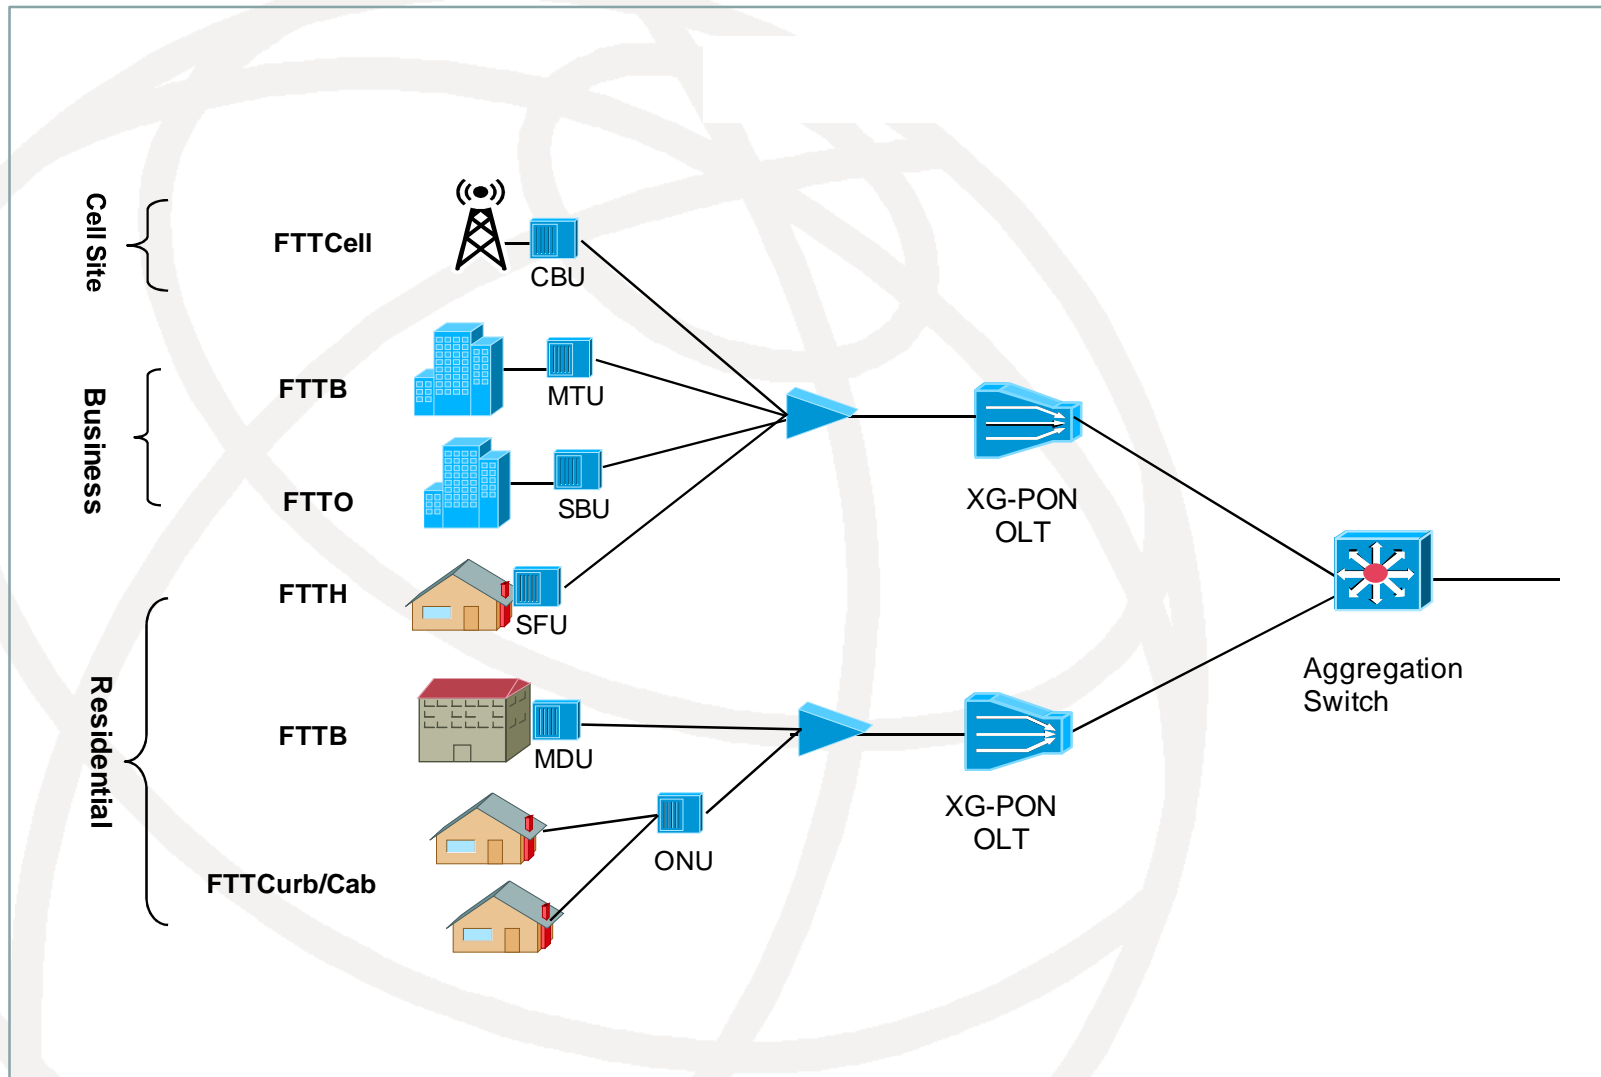 Cell Site
FTTCell
CBU
Business
FTTB
MTU
FTTO
SBU
XG-PON
OLT
FTTH
SFU
Aggregation
Switch
Residential
FTTB
MDU
XG-PON
OLT
ONU
FTTCurb/Cab